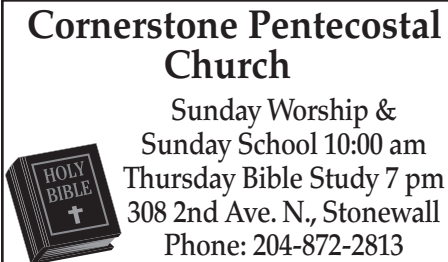 Cornerstone Pentecostal
Church
Sunday Worship &
Sunday School 10:00 am
Thursday Bible Study 7 pm
308 2nd Ave. N., Stonewall
Phone: 204-872-2813
HOLY
BIBLE